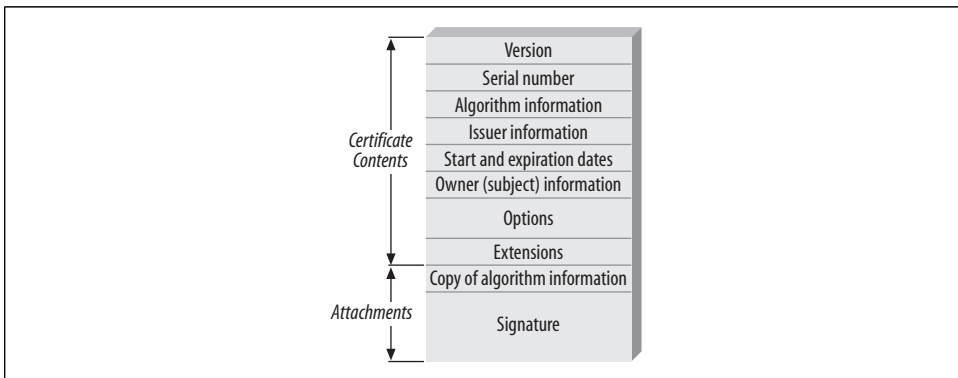 Version
Serial number
Algorithm information
Issuer information
Certificate
Contents
Start and expiration dates
Owner (subject) information
Options
Extensions
Copy of algorithm information
Attachments
Signature